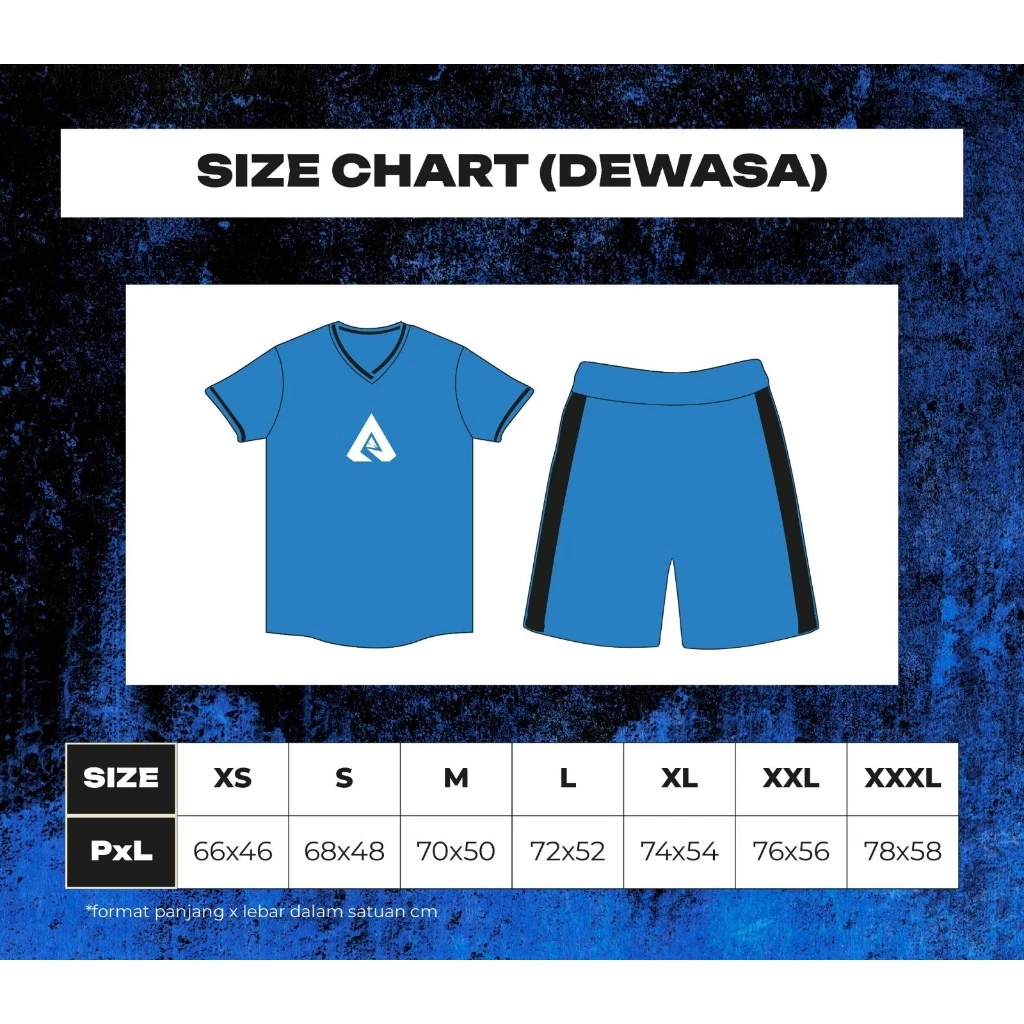 SIZE CHART (DEWASA)
SIZE XS S M L XL XXL XXXL
PxL 66x46 68x48 70x50 72x52 74x54 76x56 78x58
*format panjang x lebar dalam satuan cm